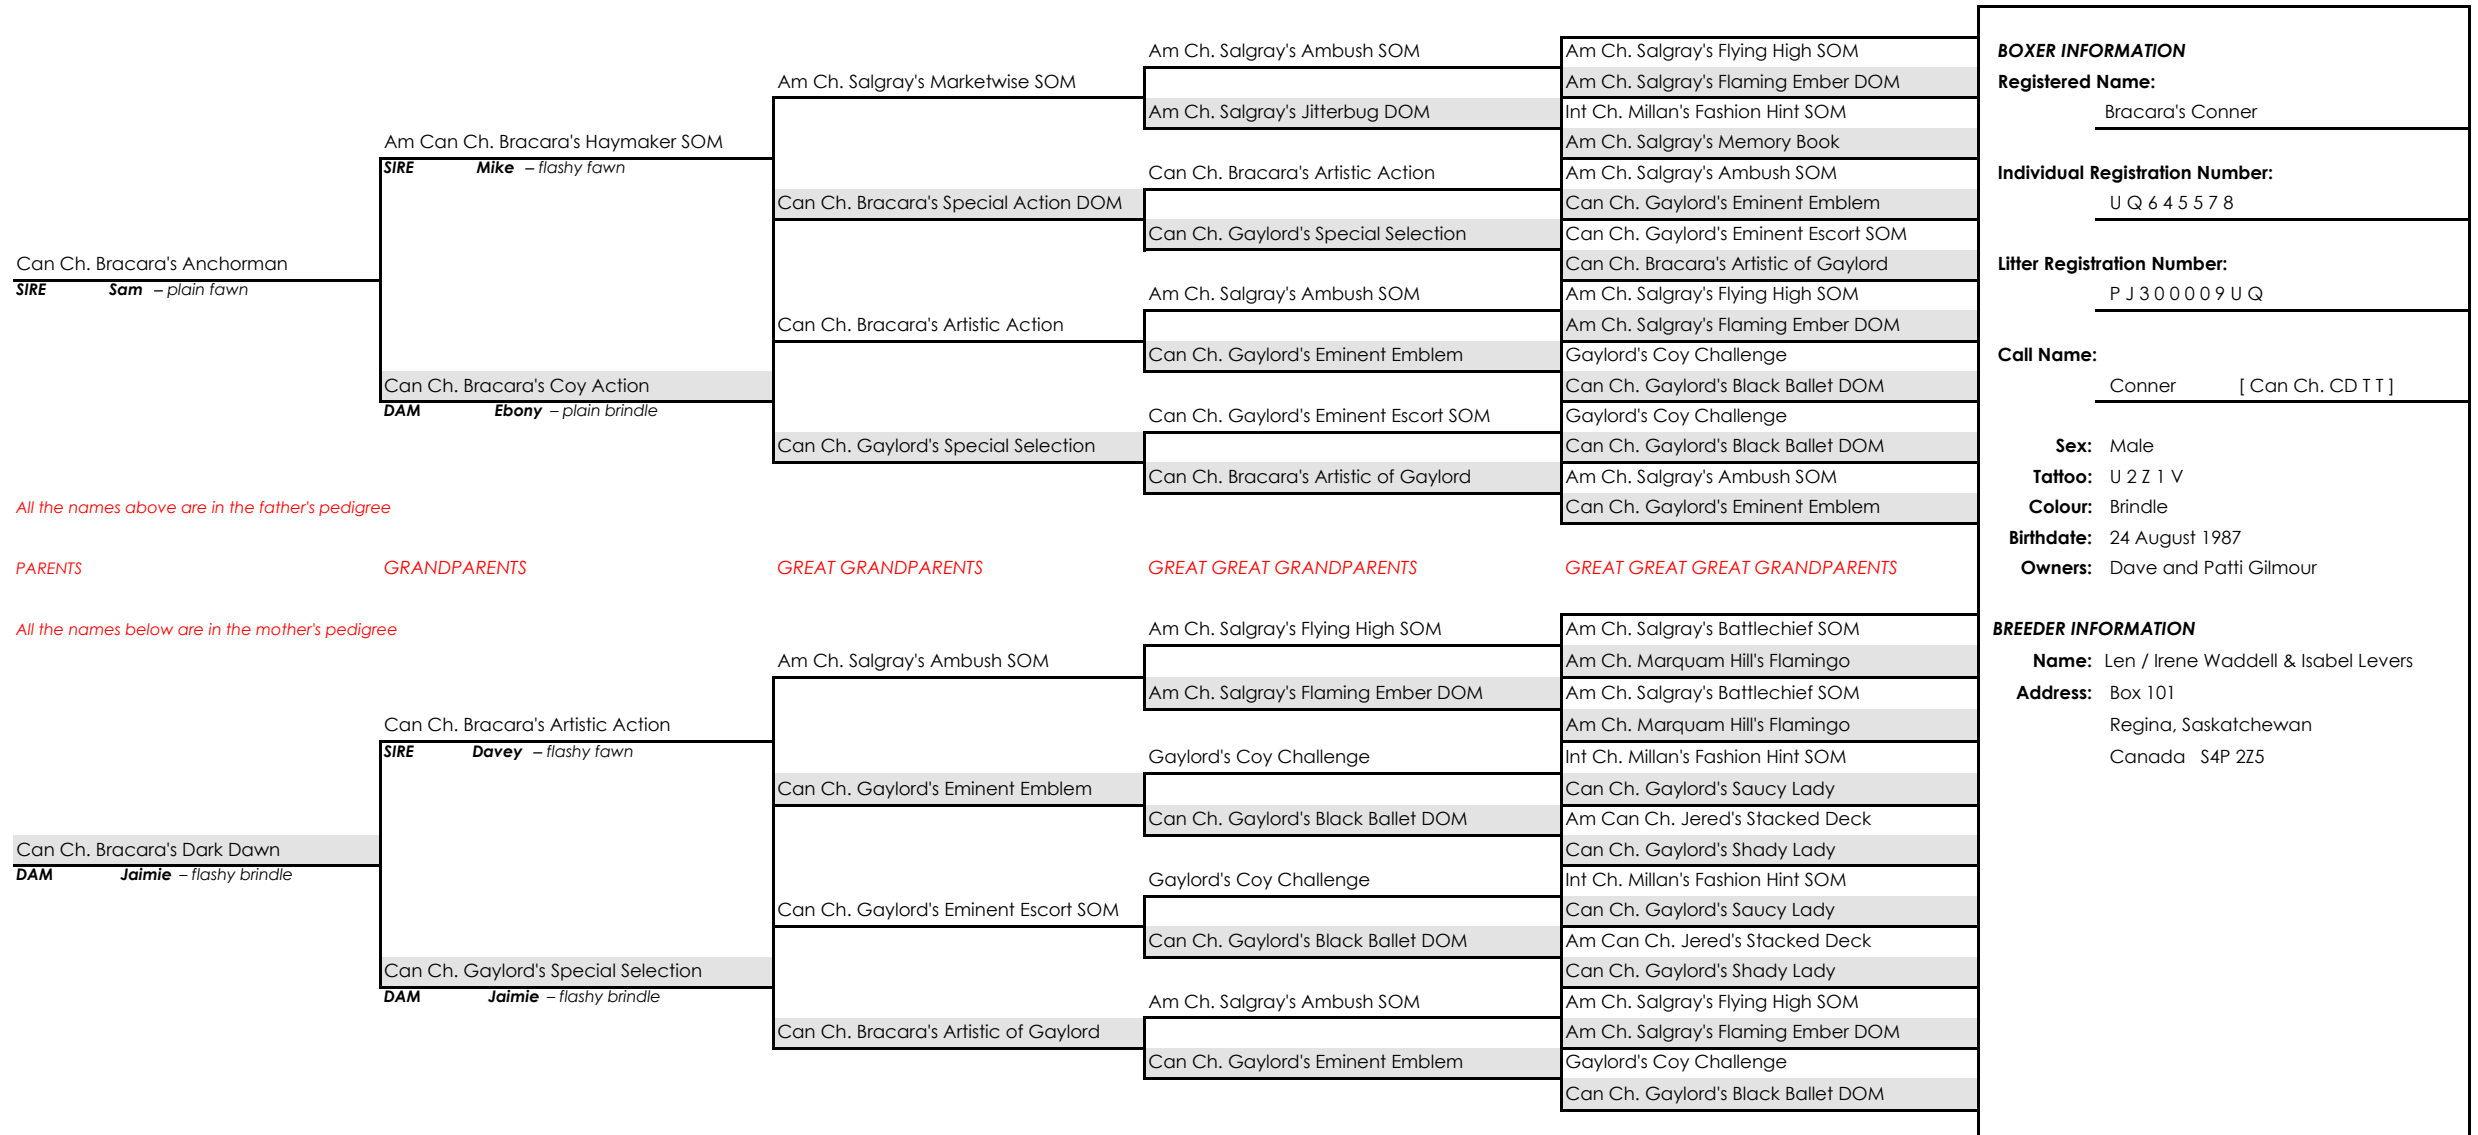 Am Ch. Salgray's Ambush SOM
Am Ch. Salgray's Flying High SOM
BOXER INFORMATION
Am Ch. Salgray's Marketwise SOM
Am Ch. Salgray's Flaming Ember DOM
Registered Name:
Am Ch. Salgray's Jitterbug DOM
Int Ch. Millan's Fashion Hint SOM
Bracara's Conner
Am Can Ch. Bracara's Haymaker SOM
Am Ch. Salgray's Memory Book
SIRE Mike – flashy fawn
Can Ch. Bracara's Artistic Action
Am Ch. Salgray's Ambush SOM
Individual Registration Number:
Can Ch. Bracara's Special Action DOM
Can Ch. Gaylord's Eminent Emblem
U Q 6 4 5 5 7 8
Can Ch. Gaylord's Special Selection
Can Ch. Gaylord's Eminent Escort SOM
Can Ch. Bracara's Anchorman
Can Ch. Bracara's Artistic of Gaylord
Litter Registration Number:
SIRE Sam – plain fawn
Am Ch. Salgray's Ambush SOM
Am Ch. Salgray's Flying High SOM
P J 3 0 0 0 0 9 U Q
Can Ch. Bracara's Artistic Action
Am Ch. Salgray's Flaming Ember DOM
Can Ch. Gaylord's Eminent Emblem
Gaylord's Coy Challenge
Call Name:
Can Ch. Bracara's Coy Action
Can Ch. Gaylord's Black Ballet DOM
Conner [ Can Ch. CD T T ]
DAM Ebony – plain brindle
Can Ch. Gaylord's Eminent Escort SOM
Gaylord's Coy Challenge
Can Ch. Gaylord's Special Selection
Can Ch. Gaylord's Black Ballet DOM
Sex: Male
Can Ch. Bracara's Artistic of Gaylord
Am Ch. Salgray's Ambush SOM
Tattoo: U 2 Z 1 V
All the names above are in the father's pedigree
Can Ch. Gaylord's Eminent Emblem
Colour: Brindle
Birthdate: 24 August 1987
PARENTS
GRANDPARENTS
GREAT GRANDPARENTS
GREAT GREAT GRANDPARENTS
GREAT GREAT GREAT GRANDPARENTS
Owners: Dave and Patti Gilmour
All the names below are in the mother's pedigree
Am Ch. Salgray's Flying High SOM
Am Ch. Salgray's Battlechief SOM
BREEDER INFORMATION
Am Ch. Salgray's Ambush SOM
Am Ch. Marquam Hill's Flamingo
Name: Len / Irene Waddell & Isabel Levers
Am Ch. Salgray's Flaming Ember DOM
Am Ch. Salgray's Battlechief SOM
Address: Box 101
Can Ch. Bracara's Artistic Action
Am Ch. Marquam Hill's Flamingo
Regina, Saskatchewan
SIRE Davey – flashy fawn
Gaylord's Coy Challenge
Int Ch. Millan's Fashion Hint SOM
Canada S4P 2Z5
Can Ch. Gaylord's Eminent Emblem
Can Ch. Gaylord's Saucy Lady
Can Ch. Gaylord's Black Ballet DOM
Am Can Ch. Jered's Stacked Deck
Can Ch. Bracara's Dark Dawn
Can Ch. Gaylord's Shady Lady
DAM Jaimie – flashy brindle
Gaylord's Coy Challenge
Int Ch. Millan's Fashion Hint SOM
Can Ch. Gaylord's Eminent Escort SOM
Can Ch. Gaylord's Saucy Lady
Can Ch. Gaylord's Black Ballet DOM
Am Can Ch. Jered's Stacked Deck
Can Ch. Gaylord's Special Selection
Can Ch. Gaylord's Shady Lady
DAM Jaimie – flashy brindle
Am Ch. Salgray's Ambush SOM
Am Ch. Salgray's Flying High SOM
Can Ch. Bracara's Artistic of Gaylord
Am Ch. Salgray's Flaming Ember DOM
Can Ch. Gaylord's Eminent Emblem
Gaylord's Coy Challenge
Can Ch. Gaylord's Black Ballet DOM